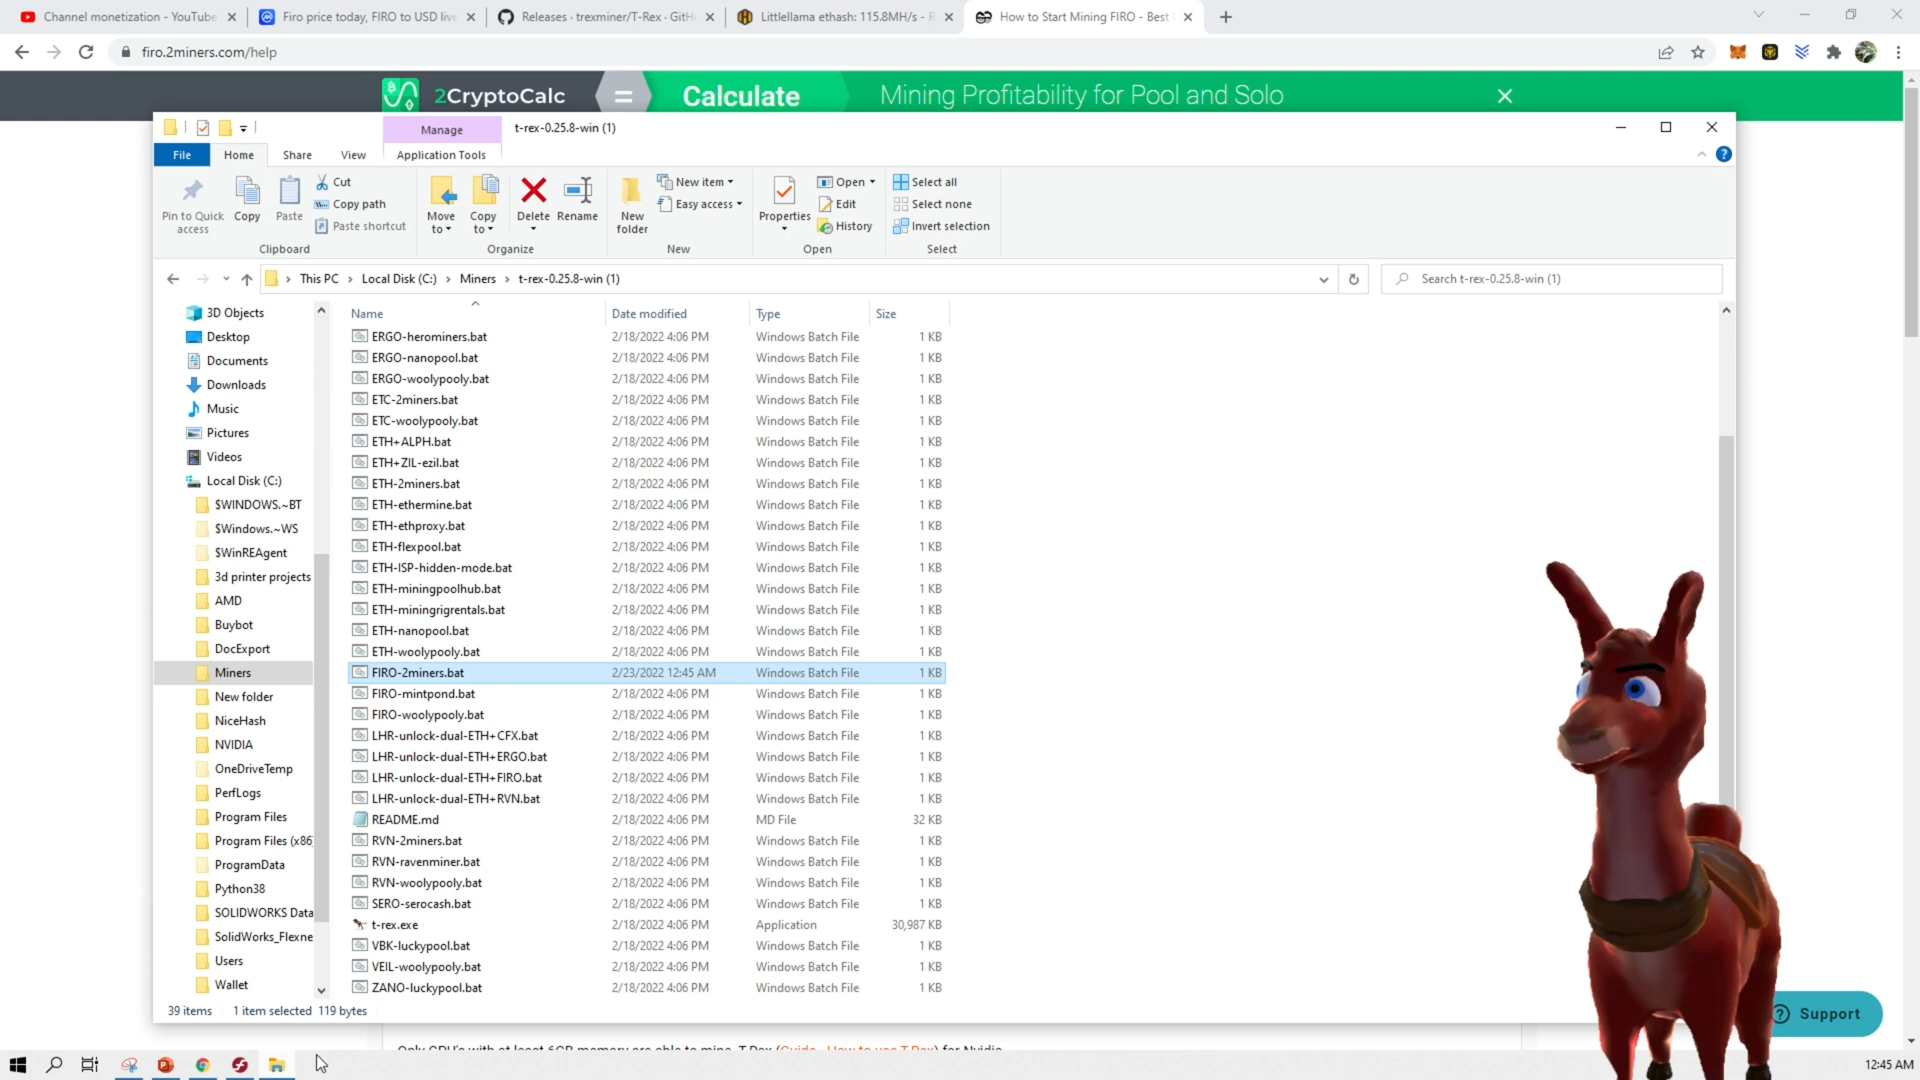 Channel monetization - YouTube
Firo price today, FIRO to USD live
Releases · trexminer/T-Rex · GitH
Littlellama ethash: 115.8MH/s - R
How to Start Mining FIRO - Best
firo.2miners.com/help
2CryptoCalc
=
Calculate
Mining Profitability for Pool and Solo
Manage
t-rex-0.25.8-win (1)
File
Home
Share
View
Application Tools
Pin to Quick access
Copy
Paste
Cut
Copy path
Paste shortcut
Move to
Copy to
Delete
Rename
New folder
New item
Easy access
Properties
Open
Edit
History
Select all
Select none
Invert selection
Clipboard
Organize
New
Open
Select
This PC
Local Disk (C:)
Miners
t-rex-0.25.8-win (1)
Search t-rex-0.25.8-win (1)
3D Objects
Desktop
Documents
Downloads
Music
Pictures
Videos
Local Disk (C:)
$WINDOWS.~BT
$Windows.~WS
$WinREAgent
3d printer projects
AMD
Buybot
DocExport
Miners
New folder
NiceHash
NVIDIA
OneDriveTemp
PerfLogs
Program Files
Program Files (x86
ProgramData
Python38
SOLIDWORKS Data
SolidWorks_Flexne
Users
Wallet
Name Date modified Type Size
ERGO-herominers.bat 2/18/2022 4:06 PM Windows Batch File 1 KB
ERGO-nanopool.bat 2/18/2022 4:06 PM Windows Batch File 1 KB
ERGO-woolypooly.bat 2/18/2022 4:06 PM Windows Batch File 1 KB
ETC-2miners.bat 2/18/2022 4:06 PM Windows Batch File 1 KB
ETC-woolypooly.bat 2/18/2022 4:06 PM Windows Batch File 1 KB
ETH+ALPH.bat 2/18/2022 4:06 PM Windows Batch File 1 KB
ETH+ZIL-ezil.bat 2/18/2022 4:06 PM Windows Batch File 1 KB
ETH-2miners.bat 2/18/2022 4:06 PM Windows Batch File 1 KB
ETH-ethermine.bat 2/18/2022 4:06 PM Windows Batch File 1 KB
ETH-ethproxy.bat 2/18/2022 4:06 PM Windows Batch File 1 KB
ETH-flexpool.bat 2/18/2022 4:06 PM Windows Batch File 1 KB
ETH-ISP-hidden-mode.bat 2/18/2022 4:06 PM Windows Batch File 1 KB
ETH-miningpoolhub.bat 2/18/2022 4:06 PM Windows Batch File 1 KB
ETH-miningrigrentals.bat 2/18/2022 4:06 PM Windows Batch File 1 KB
ETH-nanopool.bat 2/18/2022 4:06 PM Windows Batch File 1 KB
ETH-woolypooly.bat 2/18/2022 4:06 PM Windows Batch File 1 KB
FIRO-2miners.bat 2/23/2022 12:45 AM Windows Batch File 1 KB
FIRO-mintpond.bat 2/18/2022 4:06 PM Windows Batch File 1 KB
FIRO-woolypooly.bat 2/18/2022 4:06 PM Windows Batch File 1 KB
LHR-unlock-dual-ETH+CFX.bat 2/18/2022 4:06 PM Windows Batch File 1 KB
LHR-unlock-dual-ETH+ERGO.bat 2/18/2022 4:06 PM Windows Batch File 1 KB
LHR-unlock-dual-ETH+FIRO.bat 2/18/2022 4:06 PM Windows Batch File 1 KB
LHR-unlock-dual-ETH+RVN.bat 2/18/2022 4:06 PM Windows Batch File 1 KB
README.md 2/18/2022 4:06 PM MD File 32 KB
RVN-2miners.bat 2/18/2022 4:06 PM Windows Batch File 1 KB
RVN-ravenminer.bat 2/18/2022 4:06 PM Windows Batch File 1 KB
RVN-woolypooly.bat 2/18/2022 4:06 PM Windows Batch File 1 KB
SERO-serocash.bat 2/18/2022 4:06 PM Windows Batch File 1 KB
t-rex.exe 2/18/2022 4:06 PM Application 30,987 KB
VBK-luckypool.bat 2/18/2022 4:06 PM Windows Batch File 1 KB
VEIL-woolypooly.bat 2/18/2022 4:06 PM Windows Batch File 1 KB
ZANO-luckypool.bat 2/18/2022 4:06 PM Windows Batch File 1 KB
39 items 1 item selected 119 bytes
Support
Only GPU's with at least 6GB memory are able to mine. T-Rex (Guide - How to use T-Rex) for Nvidia
12:45 AM